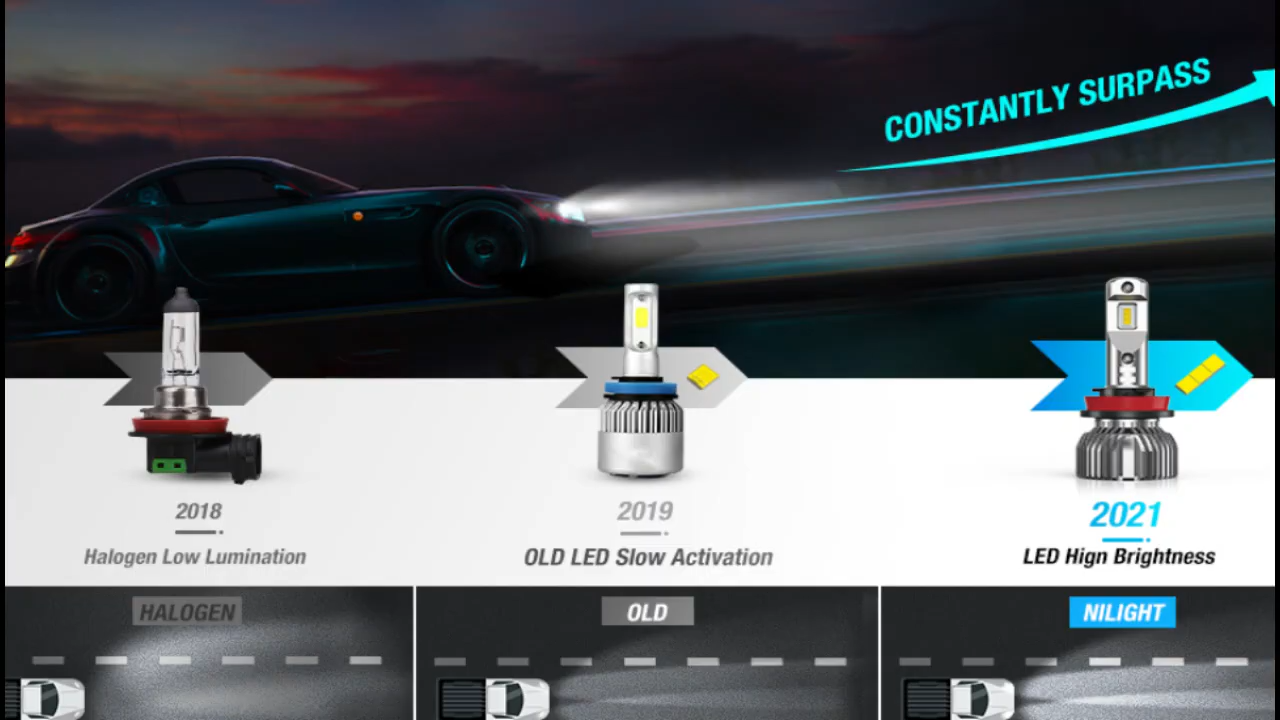 CONSTANTLY SURPASS
2018
Halogen Low Lumination
2019
OLD LED Slow Activation
2021
LED Hign Brightness
HALOGEN
OLD
NILIGHT